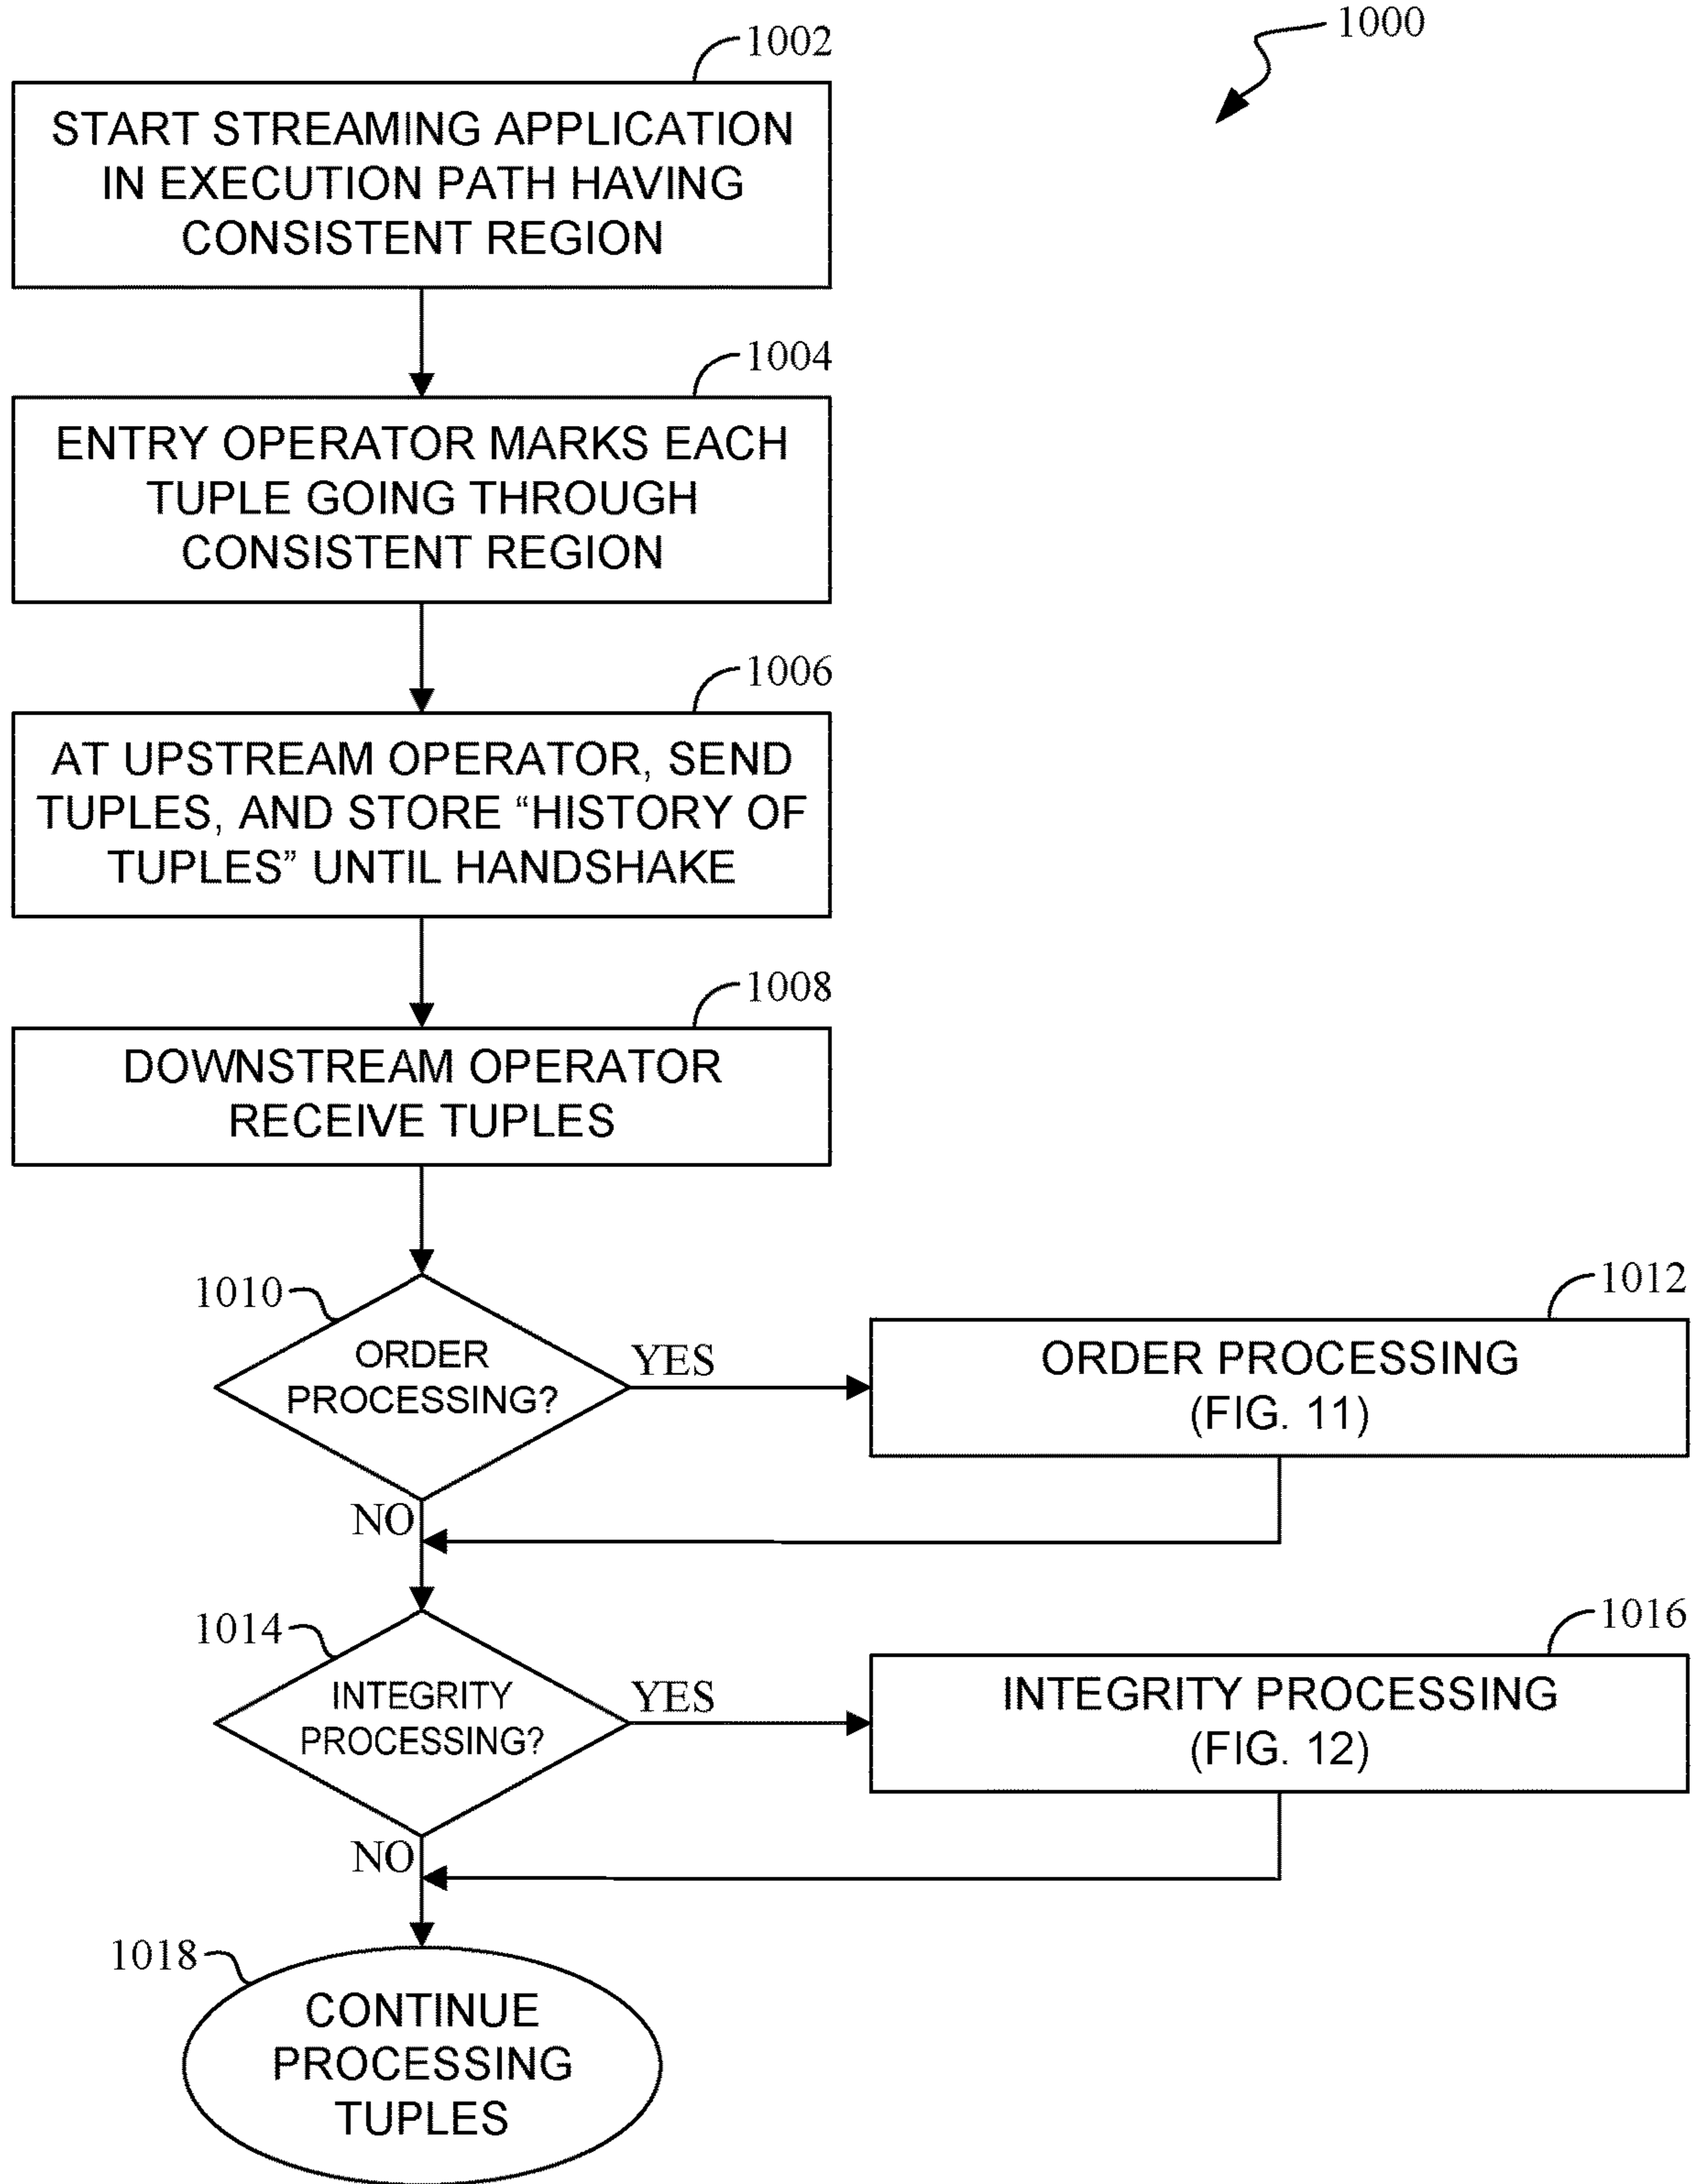 1000
1002
START STREAMING APPLICATION
IN EXECUTION PATH HAVING
CONSISTENT REGION
1004
ENTRY OPERATOR MARKS EACH
TUPLE GOING THROUGH
CONSISTENT REGION
1006
AT UPSTREAM OPERATOR, SEND
TUPLES, AND STORE “HISTORY OF
TUPLES” UNTIL HANDSHAKE
1008
DOWNSTREAM OPERATOR
RECEIVE TUPLES
1010
ORDER
PROCESSING?
YES
1012
ORDER PROCESSING
(FIG. 11)
NO
1014
INTEGRITY
PROCESSING?
YES
1016
INTEGRITY PROCESSING
(FIG. 12)
NO
1018
CONTINUE
PROCESSING
TUPLES